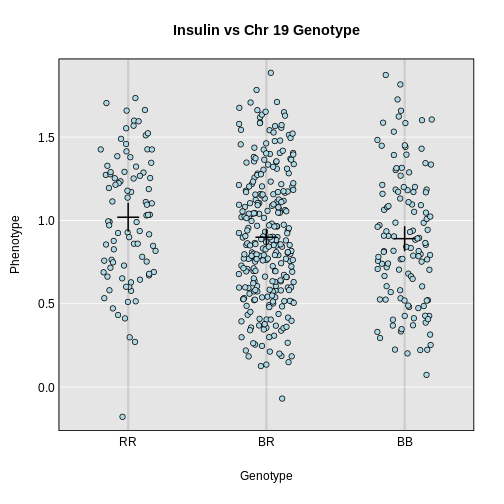 Insulin vs Chr 19 Genotype
Phenotype
1.5
1.0
0.5
0.0
RR BR BB
Genotype